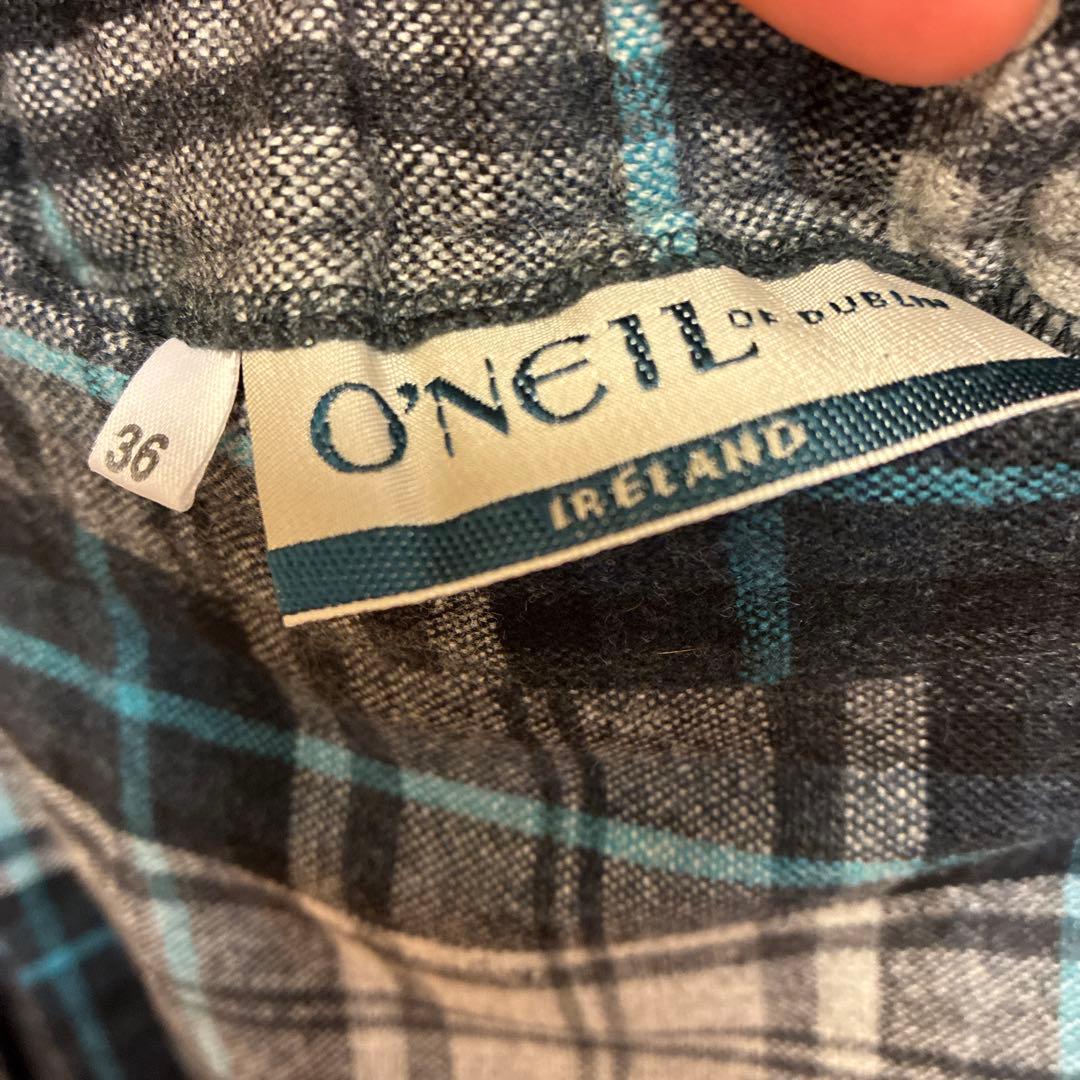 O'NEIL OF DUBLIN
IRELAND
36